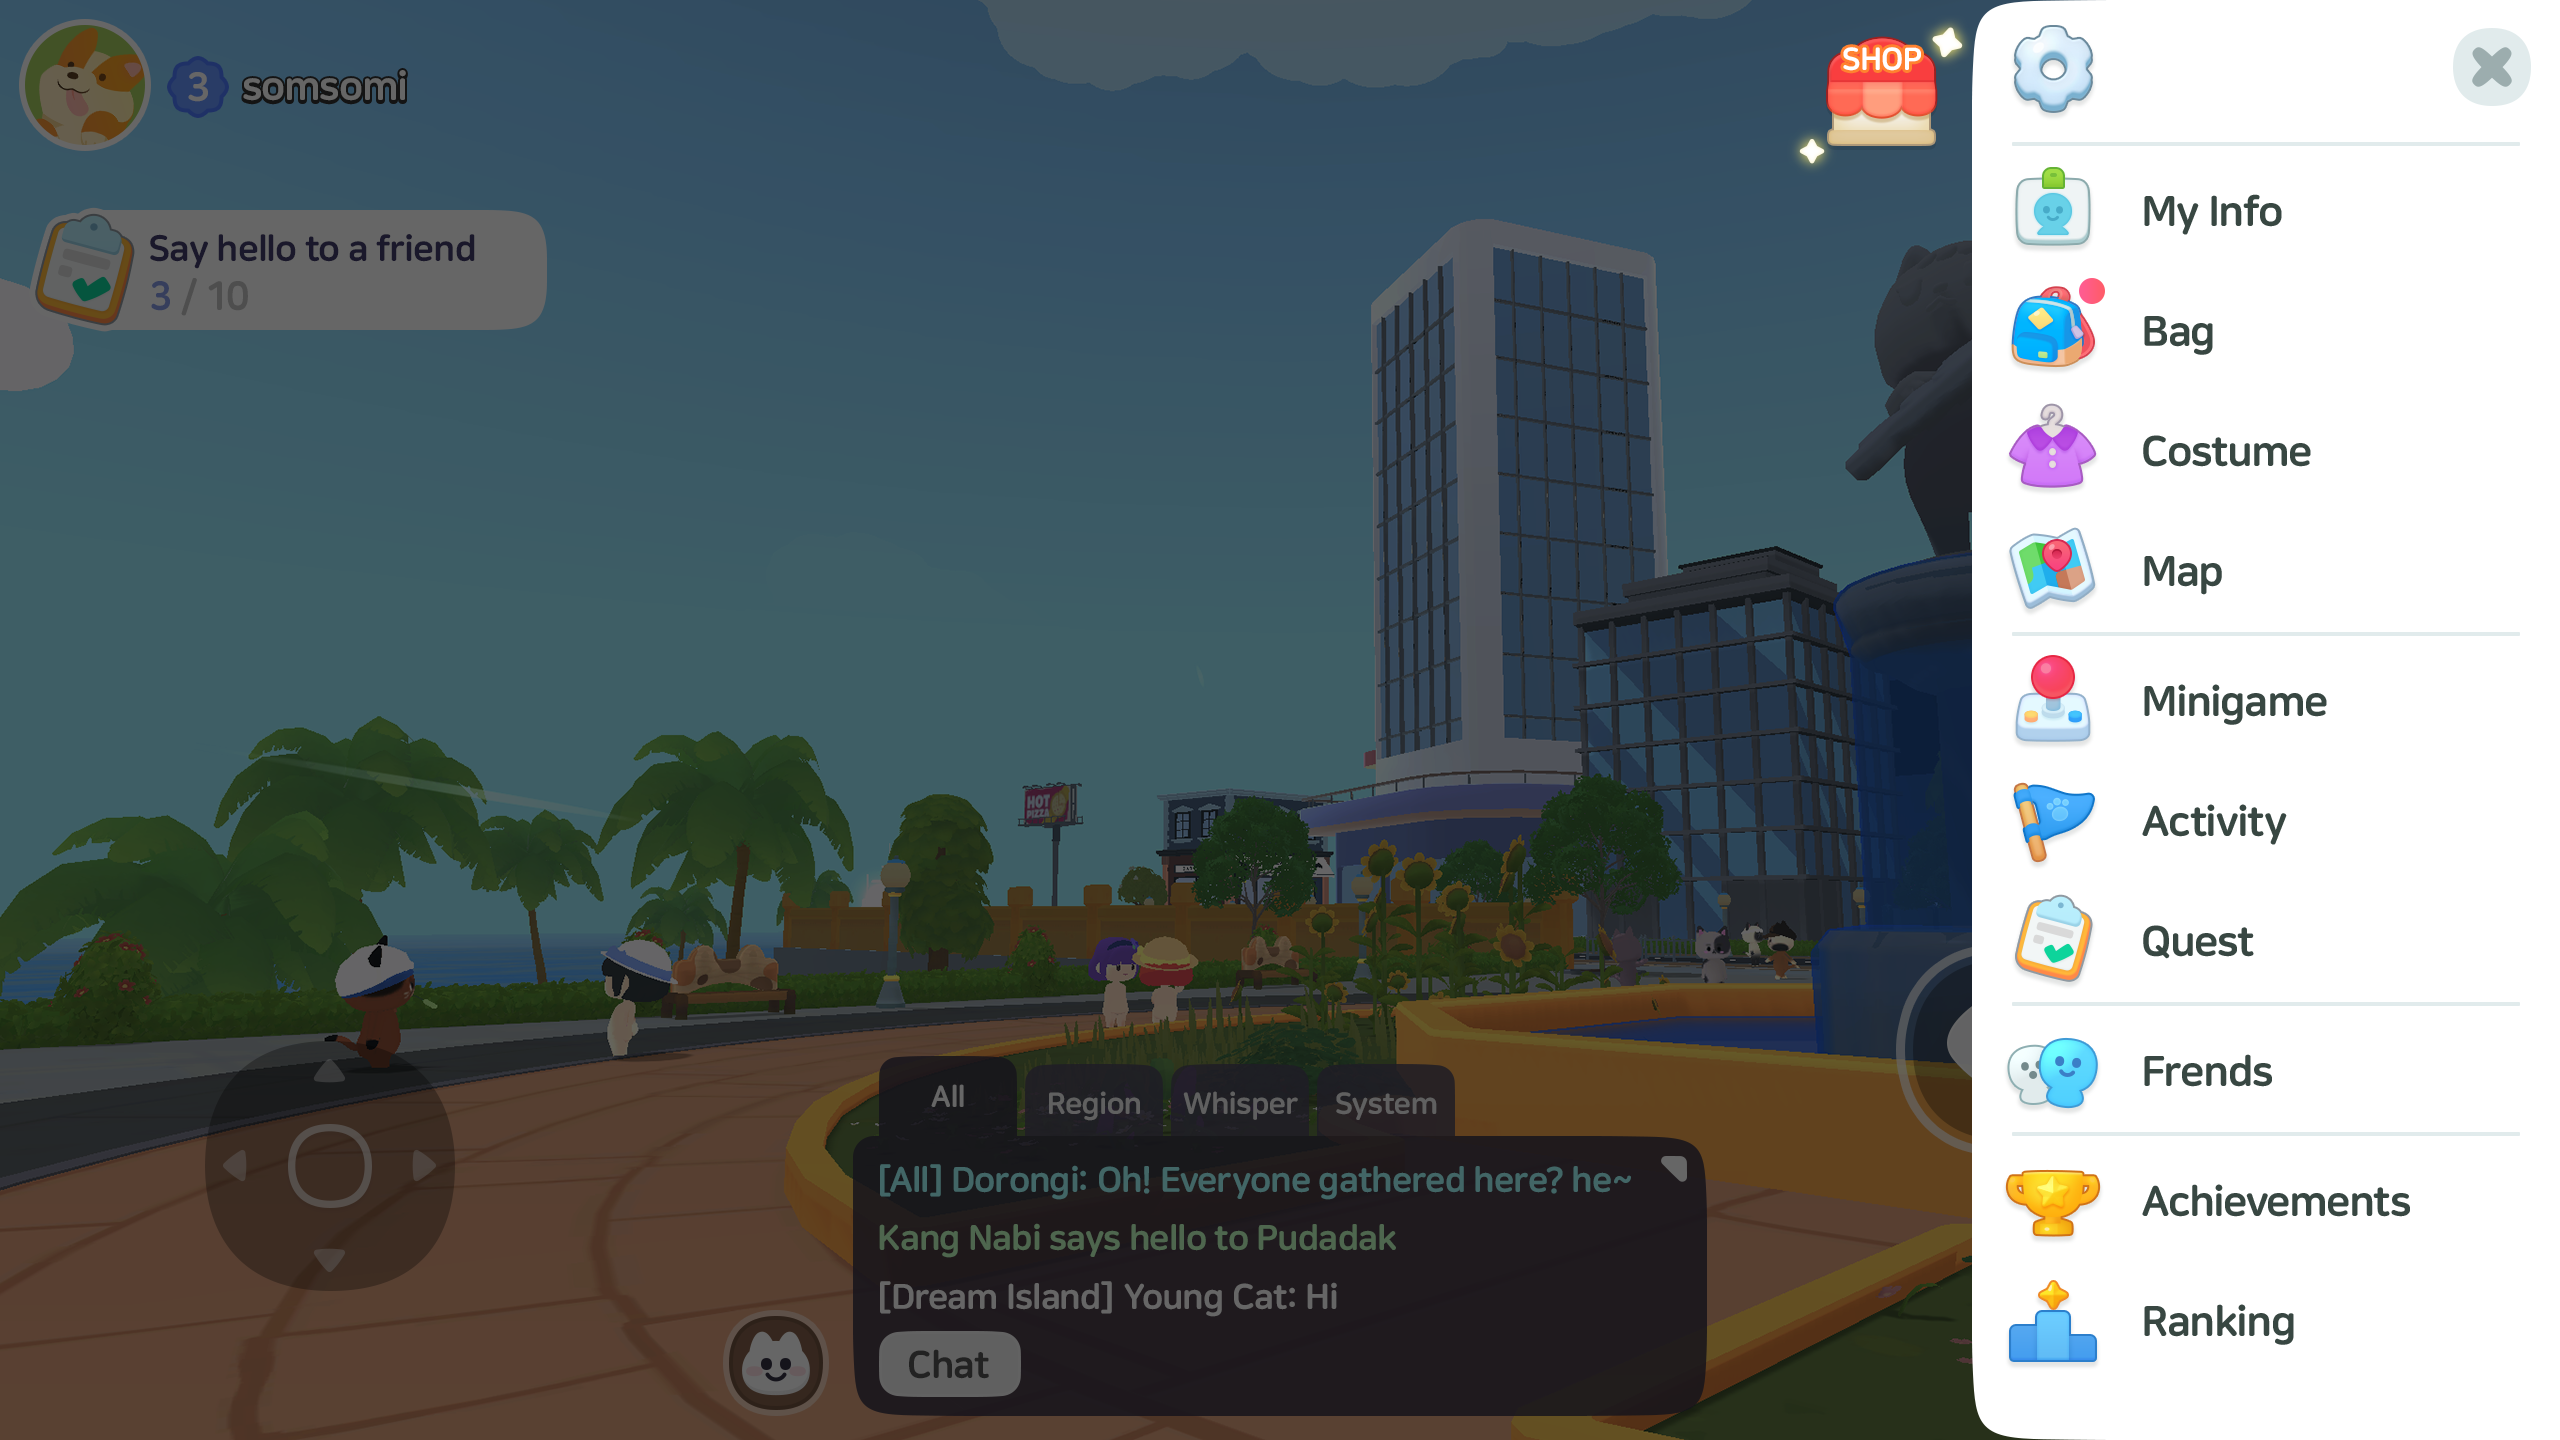 3 somsomi
SHOP
Say hello to a friend
3 / 10
My Info
Bag
Costume
Map
Minigame
Activity
Quest
Frends
Achievements
Ranking
HOT
PIZZA
All
Region
Whisper
System
[All] Dorongi: Oh! Everyone gathered here? he~
Kang Nabi says hello to Pudadak
[Dream Island] Young Cat: Hi
Chat